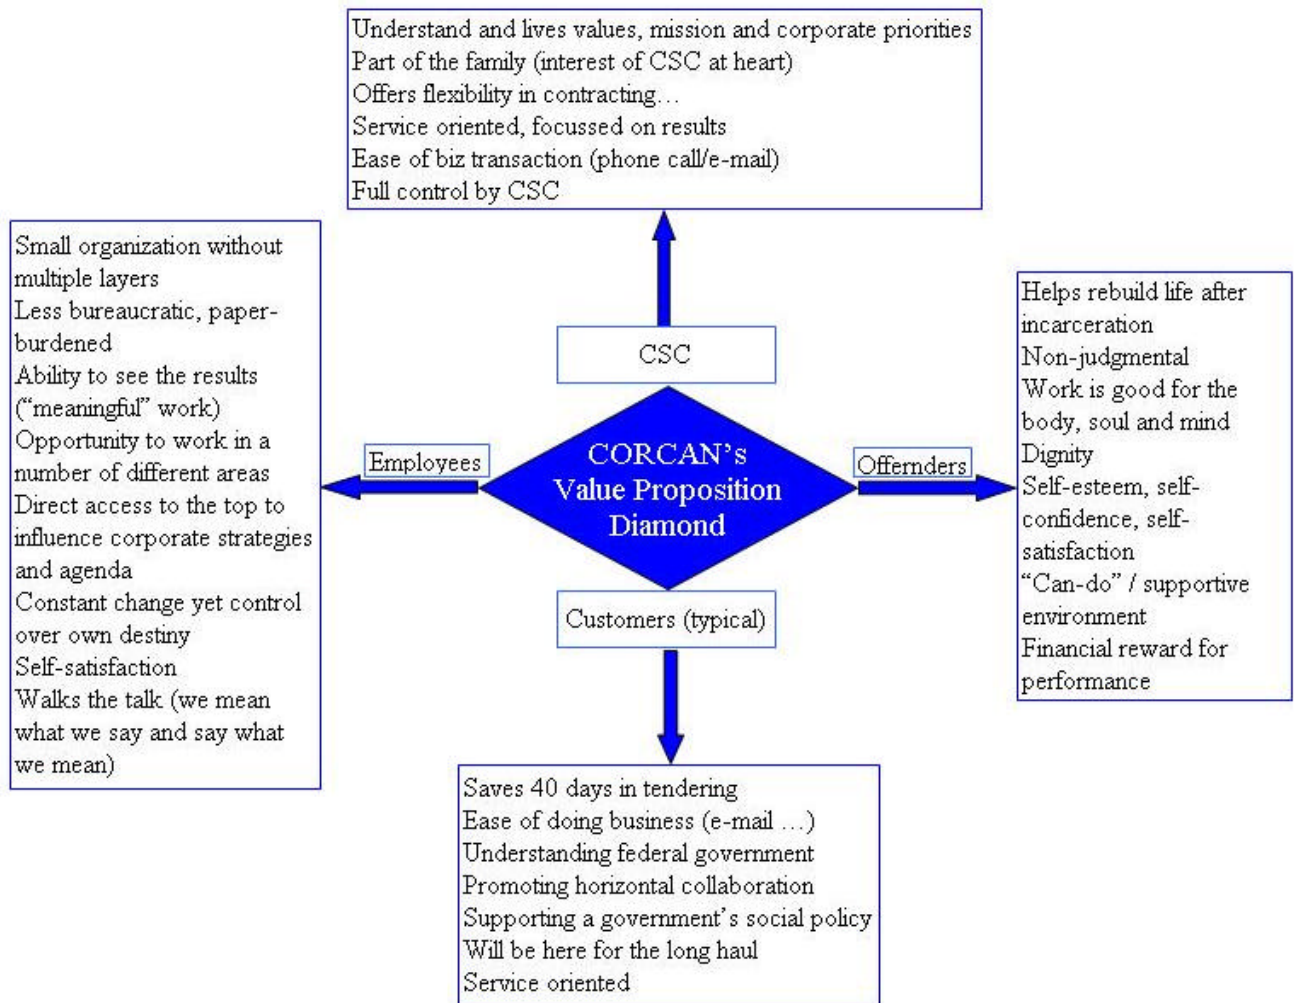 Understand and lives values, mission and corporate priorities
Part of the family (interest of CSC at heart)
Offers flexibility in contracting…
Service oriented, focussed on results
Ease of biz transaction (phone call/e-mail)
Full control by CSC
CSC
Small organization without
multiple layers
Less bureaucratic, paper-
burdened
Ability to see the results
(“meaningful” work)
Opportunity to work in a
number of different areas
Direct access to the top to
influence corporate strategies
and agenda
Constant change yet control
over own destiny
Self-satisfaction
Walks the talk (we mean
what we say and say what
we mean)
Employees
CORCAN’s
Value Proposition
Diamond
Offernders
Helps rebuild life after
incarceration
Non-judgmental
Work is good for the
body, soul and mind
Dignity
Self-esteem, self-
confidence, self-
satisfaction
“Can-do” / supportive
environment
Financial reward for
performance
Customers (typical)
Saves 40 days in tendering
Ease of doing business (e-mail …)
Understanding federal government
Promoting horizontal collaboration
Supporting a government’s social policy
Will be here for the long haul
Service oriented